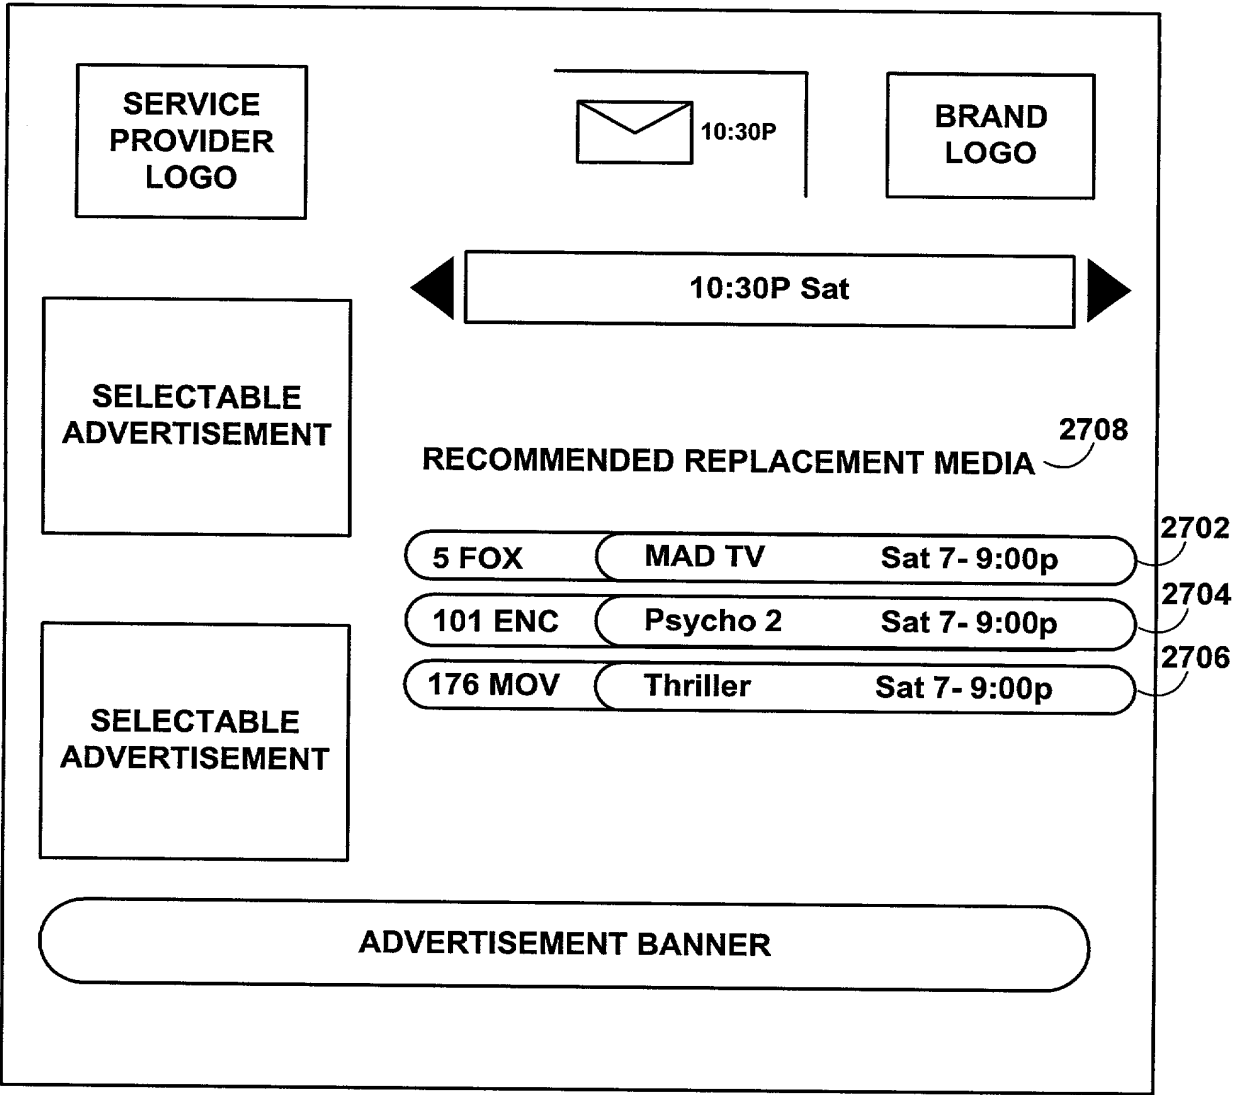 SERVICE
PROVIDER
LOGO
10:30P
BRAND
LOGO
10:30P Sat
SELECTABLE
ADVERTISEMENT
2708
RECOMMENDED REPLACEMENT MEDIA
2702
5 FOX MAD TV Sat 7- 9:00p
2704
101 ENC Psycho 2 Sat 7- 9:00p
2706
176 MOV Thriller Sat 7- 9:00p
SELECTABLE
ADVERTISEMENT
ADVERTISEMENT BANNER